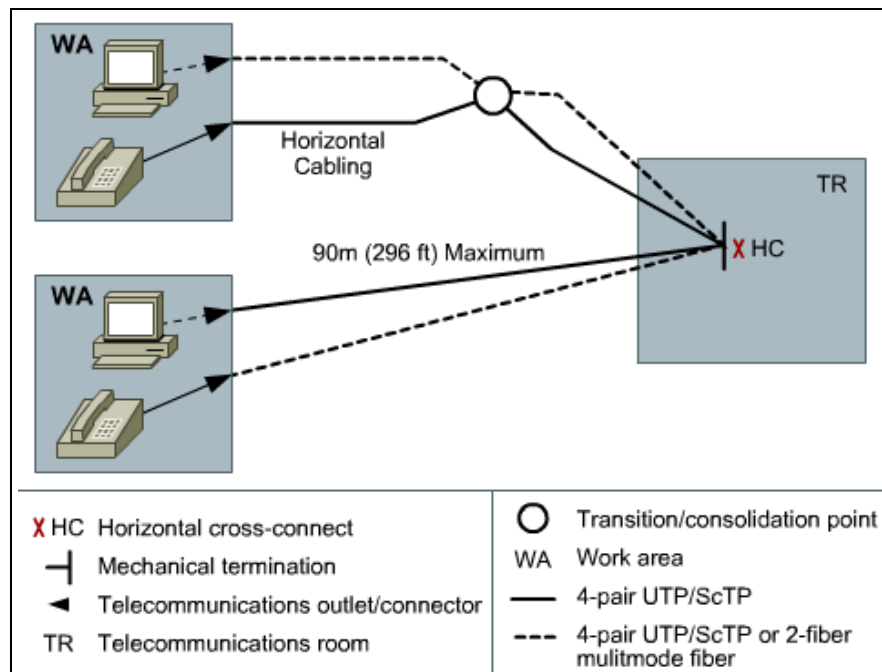 WA
Horizontal
Cabling
TR
90m (296 ft) Maximum
HC
WA
HC Horizontal cross-connect
Mechanical termination
Telecommunications outlet/connector
TR Telecommunications room
Transition/consolidation point
WA Work area
4-pair UTP/ScTP
4-pair UTP/ScTP or 2-fiber
mulitmode fiber